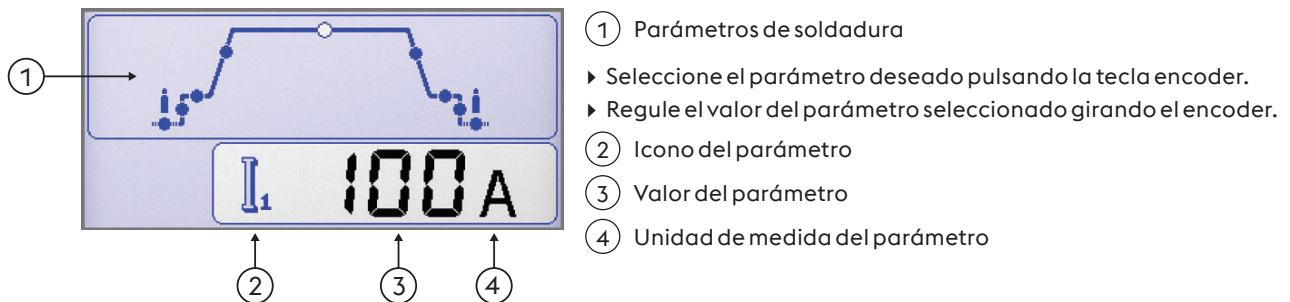 1 Parámetros de soldadura
1
▸ Seleccione el parámetro deseado pulsando la tecla encoder.
▸ Regule el valor del parámetro seleccionado girando el encoder.
2 Icono del parámetro
I1 100 A
3 Valor del parámetro
4 Unidad de medida del parámetro
2 3 4